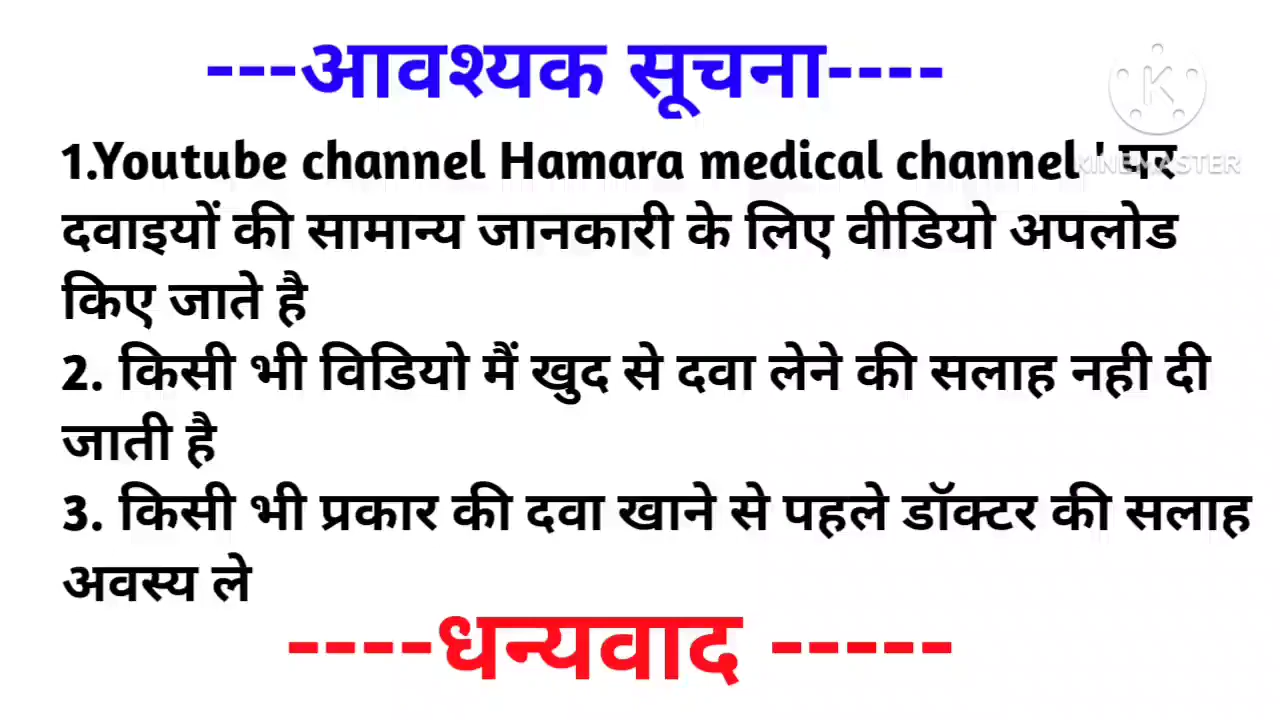 ---आवश्यक सूचना----
1.Youtube channel Hamara medical channel ' पर
दवाइयों की सामान्य जानकारी के लिए वीडियो अपलोड
किए जाते है
2. किसी भी विडियो मैं खुद से दवा लेने की सलाह नही दी
जाती है
3. किसी भी प्रकार की दवा खाने से पहले डॉक्टर की सलाह
अवस्य ले
----धन्यवाद -----
K
KINEMASTER